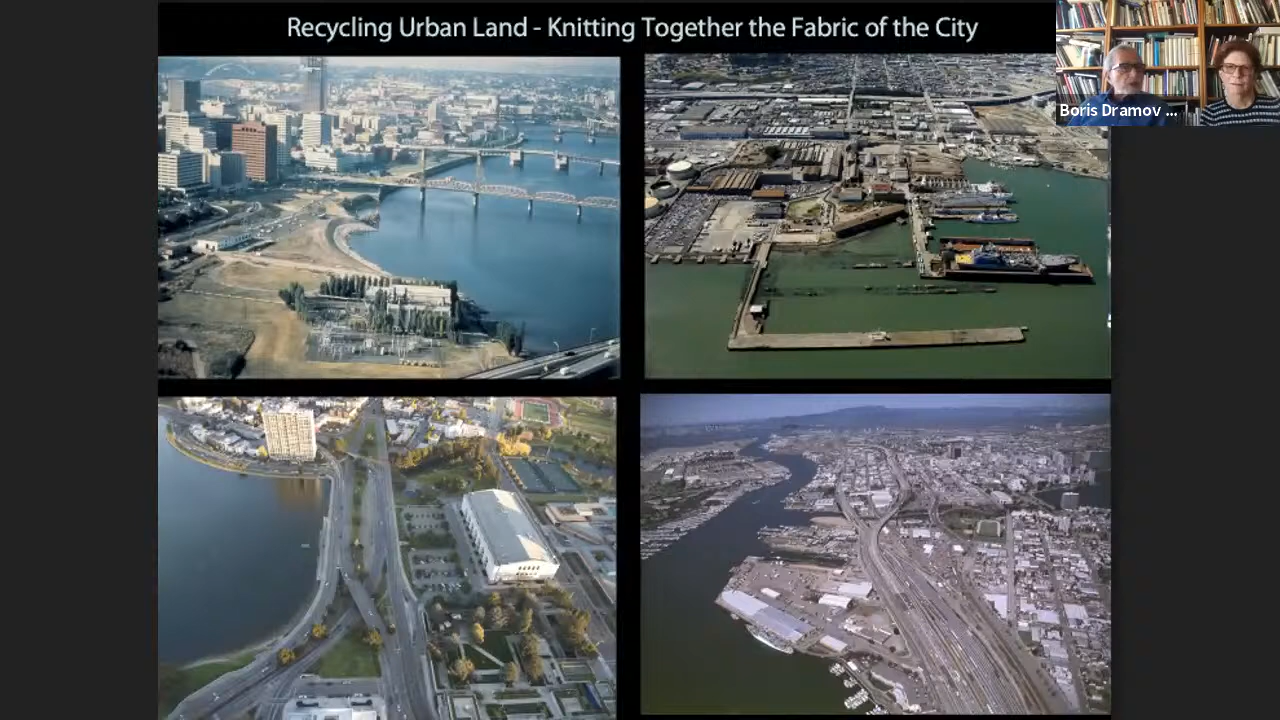 Recycling Urban Land - Knitting Together the Fabric of the City
Boris Dramov ...